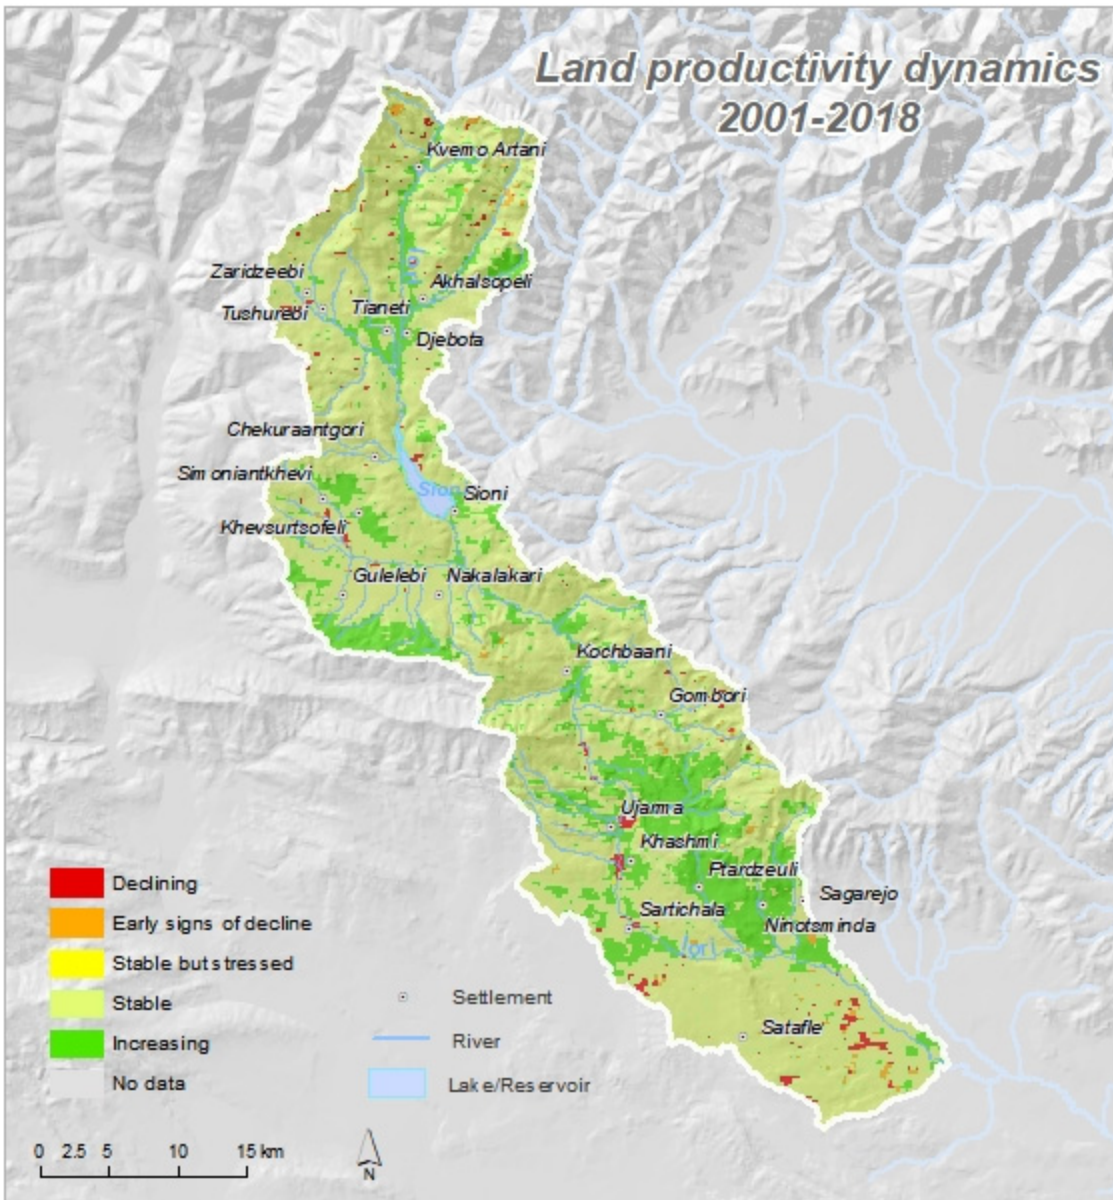 Land productivity dynamics
2001-2018
Kvemo Artani
Zaridzeebi
Akhalsopeli
Tushurebi
Tianeti
Djebota
Chekuraantgori
Simoniantkhevi
Sioni
Sioni
Khevsurtsofeli
Gulelebi
Nakalakari
Kochbaani
Gombori
Ujarma
Khashmi
Ptardzeuli
Sagarejo
Sartichala
Ninotsminda
Iori
Satafle
Declining
Early signs of decline
Stable but stressed
Stable
Increasing
No data
Settlement
River
Lake/Reservoir
0 2.5 5 10 15 km
N